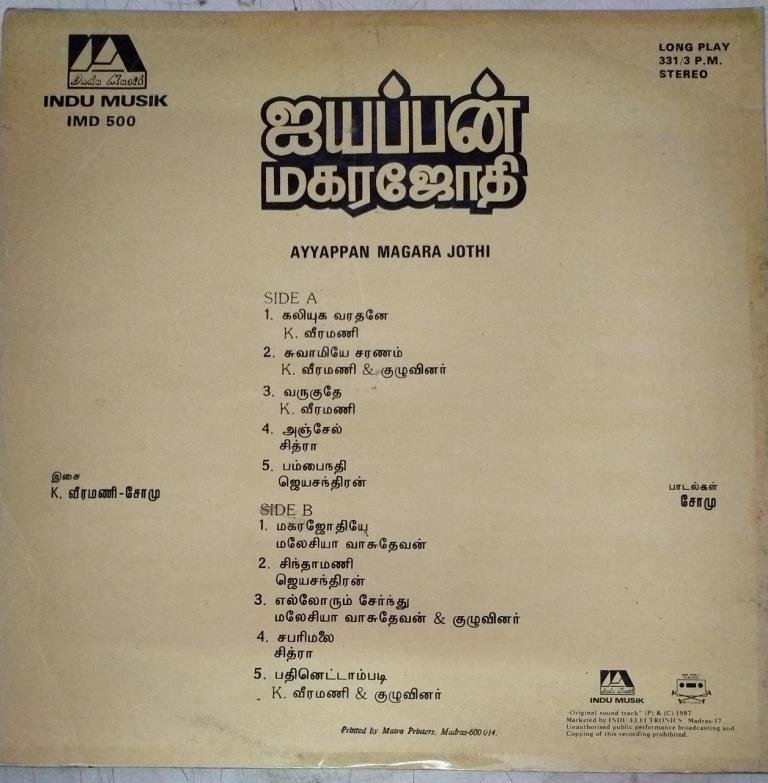 Indu Musik
INDU MUSIK
IMD 500
LONG PLAY
331/3 P.M.
STEREO
ஐயப்பன்
மகரஜோதி
AYYAPPAN MAGARA JOTHI
SIDE A
1. கலியுக வரதனே
K. வீரமணி
2. சுவாமியே சரணம்
K. வீரமணி & குழுவினர்
3. வருகுதே
K. வீரமணி
4. அஞ்சேல்
சித்ரா
5. பம்பைநதி
ஜெயசந்திரன்
இசை
K. வீரமணி-சோமு
பாடல்கள்
சோமு
SIDE B
1. மகரஜோதியே
மலேசியா வாசுதேவன்
2. சிந்தாமணி
ஜெயசந்திரன்
3. எல்லோரும் சேர்ந்து
மலேசியா வாசுதேவன் & குழுவினர்
4. சபரிமலை
சித்ரா
5. பதினெட்டாம்படி
K. வீரமணி & குழுவினர்
INDU MUSIK
"Original sound track" (P) & (C) 1987
Marketed by INDU ELECTRONICS Madras-17
Unauthorised public performance broadcasting and
Copying of this recording prohibited.
Printed by Matra Printers, Madras-600 014.